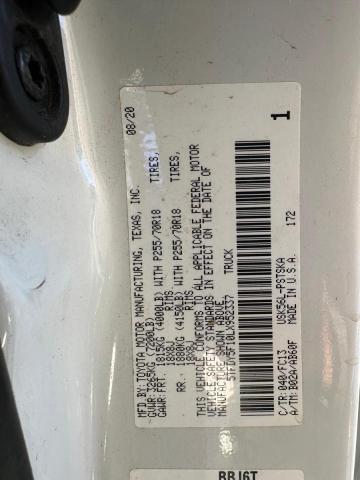 MFD BY: TOYOTA MOTOR MANUFACTURING, TEXAS, INC. 08/20
GVWR: 3265KG (7200LB)
GAWR: FRT. 1815KG (4000LB) WITH P255/70R18 TIRES,
18X8J RIMS,
RR. 1880KG (4150LB) WITH P255/70R18 TIRES,
18X8J RIMS,
THIS VEHICLE CONFORMS TO ALL APPLICABLE FEDERAL MOTOR
VEHICLE SAFETY STANDARDS IN EFFECT ON THE DATE OF
MANUFACTURE SHOWN ABOVE.
5TFDY5F10LX952337 TRUCK
1
C/TR: 040/FC13 USK56L-PSTSKA 172
A/TM: B02A/AB60F MADE IN U.S.A.
BBJ6T